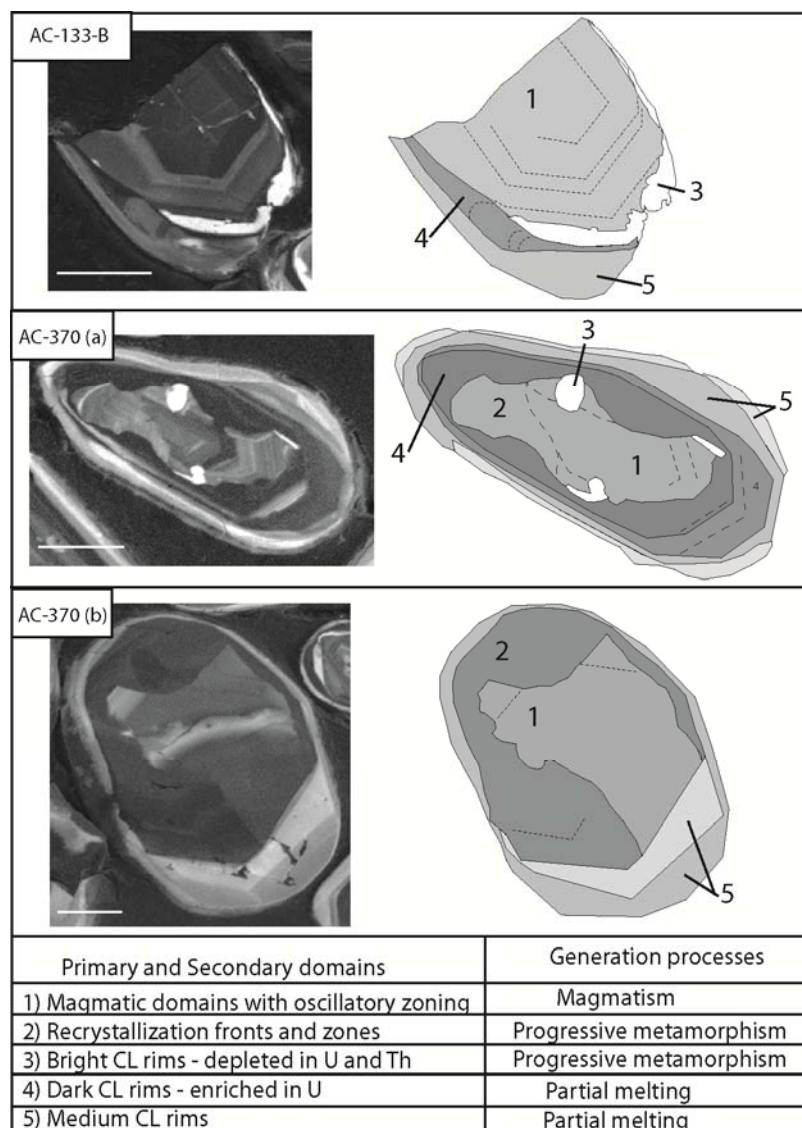 AC-133-B
1
3
4
5
AC-370 (a)
3
5
2
4
1
4
AC-370 (b)
2
1
5
Primary and Secondary domains Generation processes
1) Magmatic domains with oscillatory zoning Magmatism
2) Recrystallization fronts and zones Progressive metamorphism
3) Bright CL rims - depleted in U and Th Progressive metamorphism
4) Dark CL rims - enriched in U Partial melting
5) Medium CL rims Partial melting